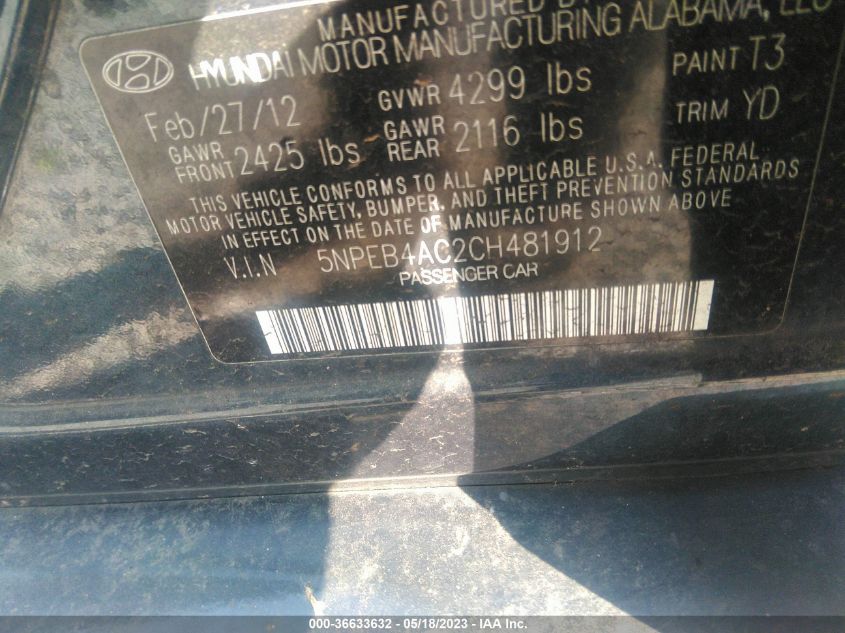 MANUFACTURED BY
HYUNDAI MOTOR MANUFACTURING ALABAMA, LLC
Feb/27/12 GVWR 4299 lbs PAINT T3
GAWR FRONT 2425 lbs GAWR REAR 2116 lbs TRIM YD
THIS VEHICLE CONFORMS TO ALL APPLICABLE U.S.A. FEDERAL
MOTOR VEHICLE SAFETY, BUMPER, AND THEFT PREVENTION STANDARDS
IN EFFECT ON THE DATE OF MANUFACTURE SHOWN ABOVE
V.I.N 5NPEB4AC2CH481912
PASSENGER CAR
000-36633632 - 05/18/2023 - © IAA Inc.